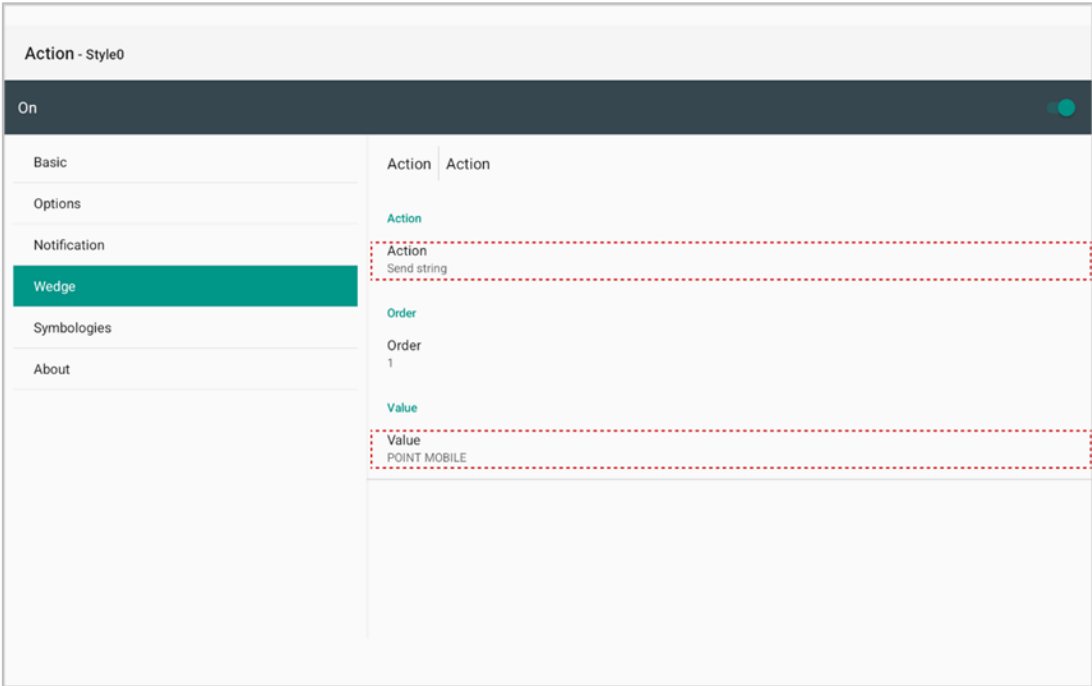 Action - Style0
On
Basic
Options
Notification
Wedge
Symbologies
About
Action Action
Action
Action
Send string
Order
Order
1
Value
Value
POINT MOBILE